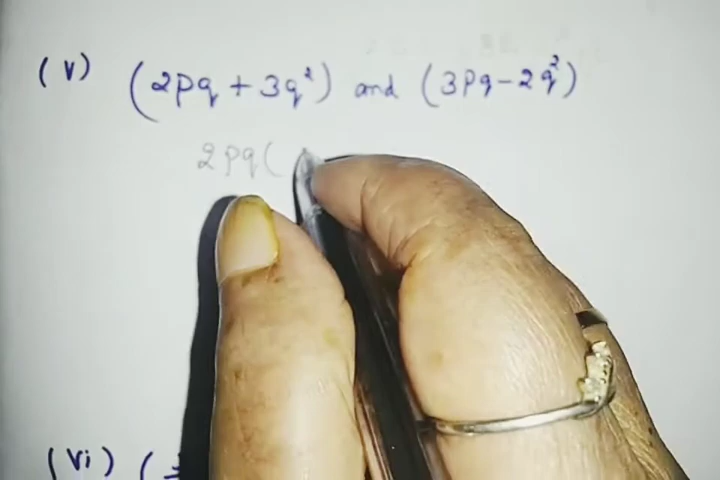 (v) (2pq + 3q²) and (3pq - 2q²)
2pq(
(vi) (